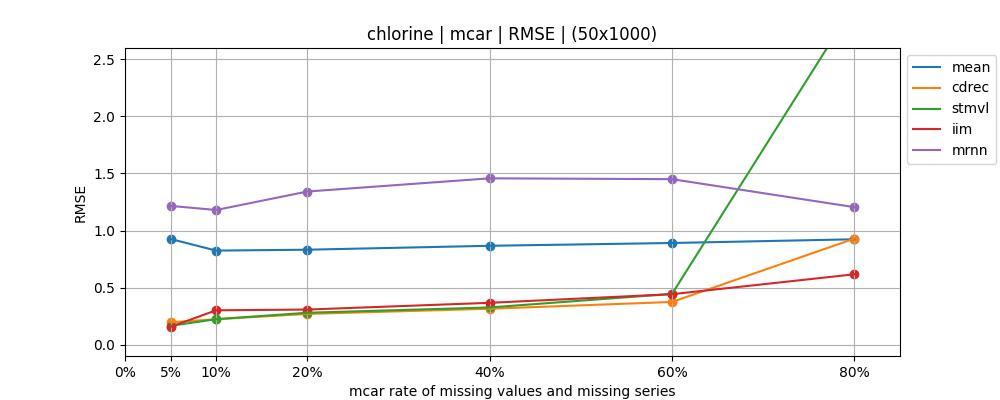 chlorine | mcar | RMSE | (50x1000)
2.5
2.0
1.5
1.0
0.5
0.0
RMSE
0% 5% 10% 20% 40% 60% 80%
mcar rate of missing values and missing series
mean
cdrec
stmvl
iim
mrnn